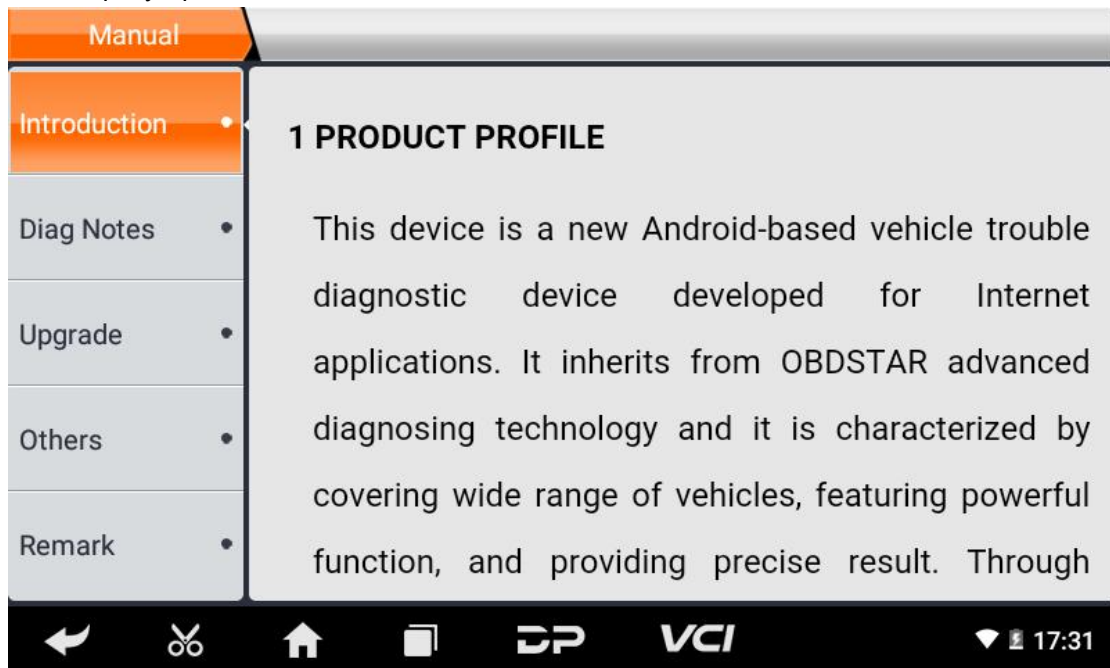 Manual
Introduction
Diag Notes
Upgrade
Others
Remark
1 PRODUCT PROFILE
This device is a new Android-based vehicle trouble
diagnostic device developed for Internet
applications. It inherits from OBDSTAR advanced
diagnosing technology and it is characterized by
covering wide range of vehicles, featuring powerful
function, and providing precise result. Through
DP
VCI
17:31